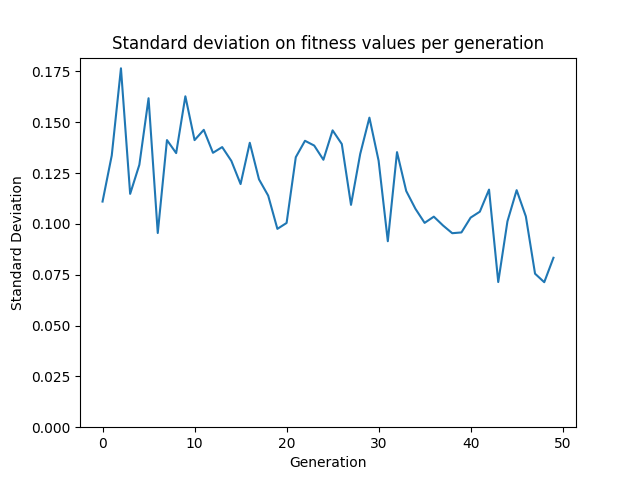 Standard deviation on fitness values per generation
0.175
0.150
0.125
0.100
0.075
0.050
0.025
0.000
Standard Deviation
0 10 20 30 40 50
Generation